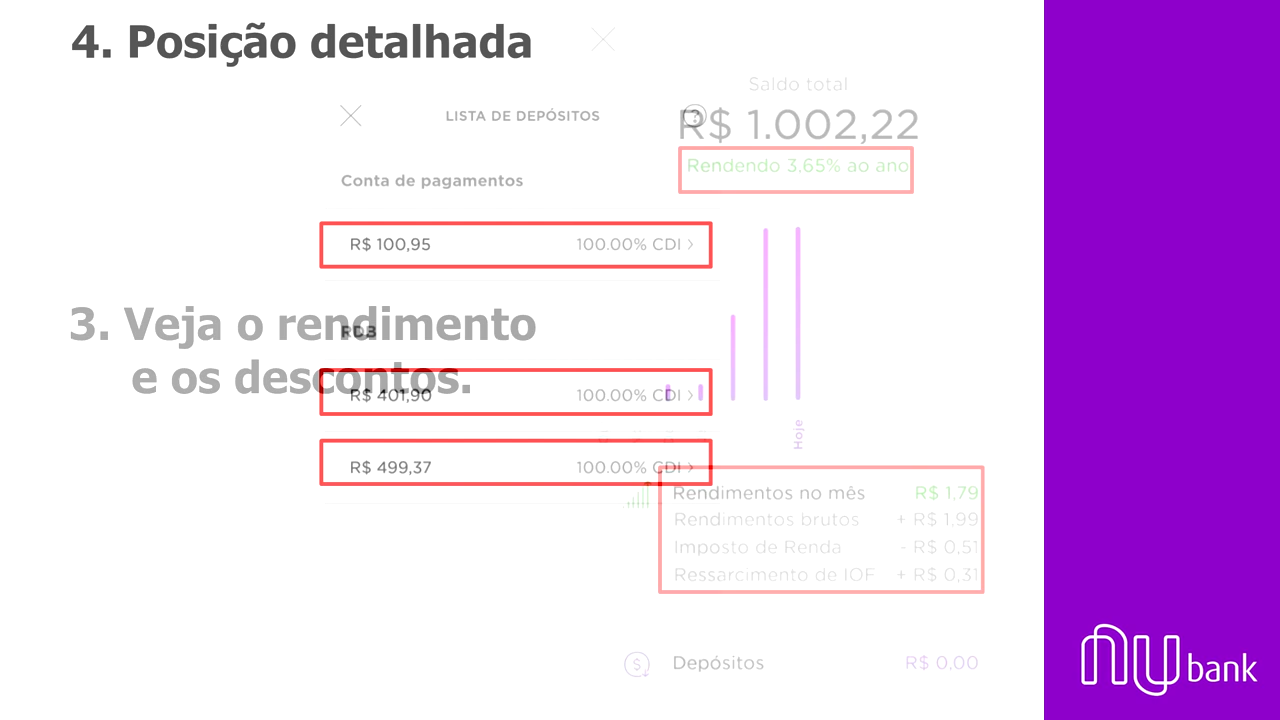 4. Posição detalhada
Saldo total
R$ 1.002,22
Rendendo 3,65% ao ano
LISTA DE DEPÓSITOS
?
Conta de pagamentos
R$ 100,95 100.00% CDI >
3. Veja o rendimento
e os descontos.
RDB
R$ 401,90 100.00% CDI >
Hoje
R$ 499,37 100.00% CDI >
Rendimentos no mês R$ 1,79
Rendimentos brutos + R$ 1,99
Imposto de Renda - R$ 0,51
Ressarcimento de IOF + R$ 0,31
$ Depósitos R$ 0,00
nu bank